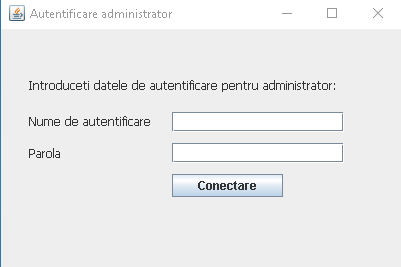 Autentificare administrator
Introduceti datele de autentificare pentru administrator:
Nume de autentificare
Parola
Conectare